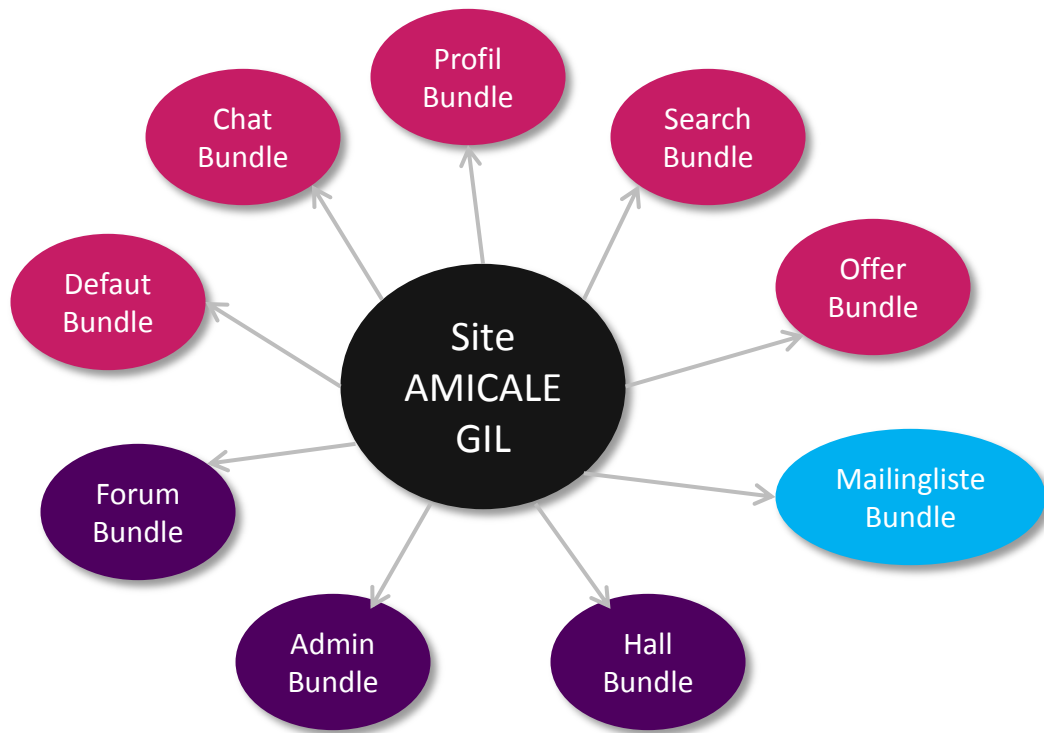 Profil
Bundle
Chat
Bundle
Search
Bundle
Defaut
Bundle
Offer
Bundle
Site
AMICALE
GIL
Forum
Bundle
Mailingliste
Bundle
Admin
Bundle
Hall
Bundle